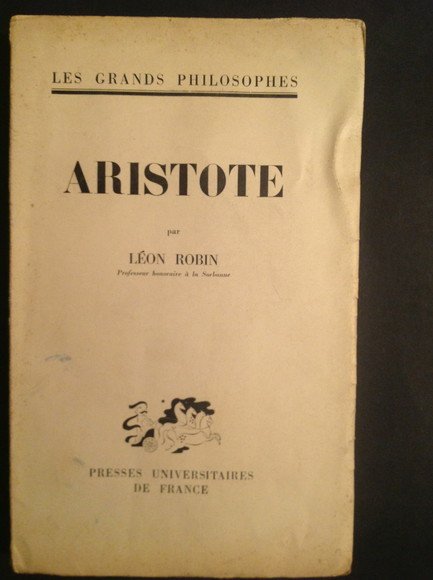 LES GRANDS PHILOSOPHES
ARISTOTE
par
LÉON ROBIN
Professeur honoraire à la Sorbonne
PRESSES UNIVERSITAIRES
DE FRANCE